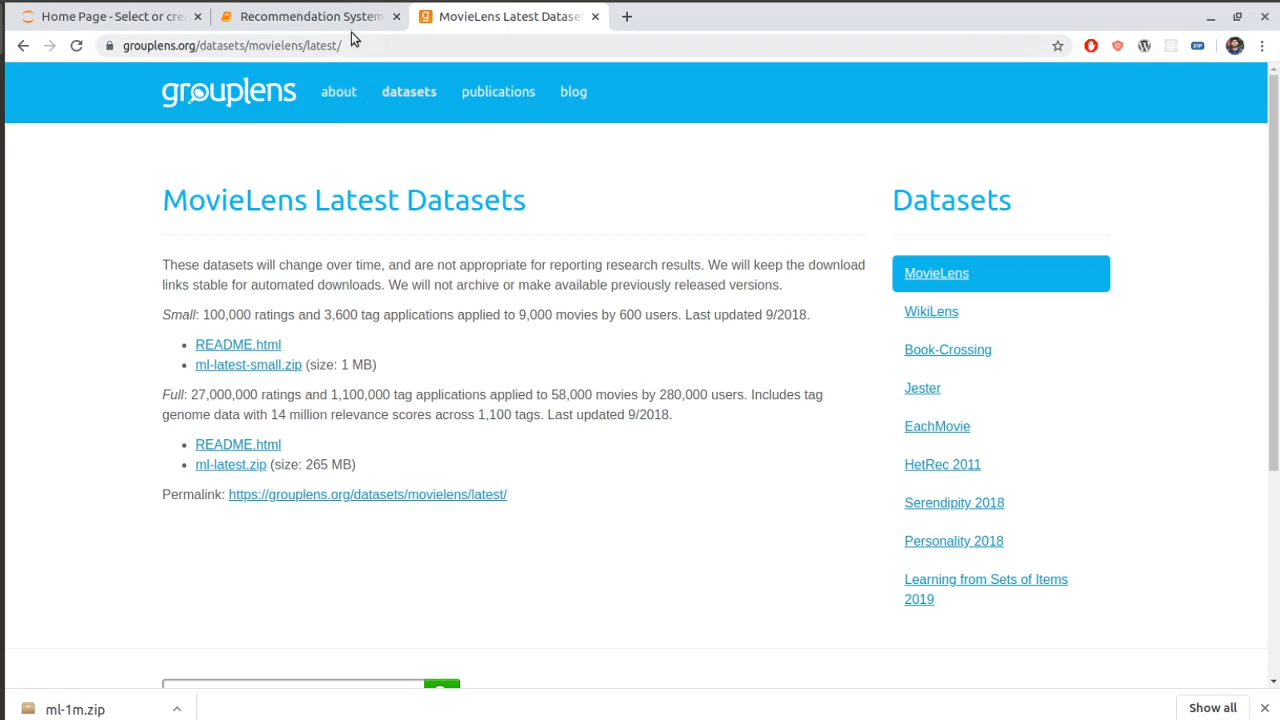 Home Page - Select or cre
Recommendation System
MovieLens Latest Datase
grouplens.org/datasets/movielens/latest/
ZIP
grouplens
about
datasets
publications
blog
MovieLens Latest Datasets
These datasets will change over time, and are not appropriate for reporting research results. We will keep the download
links stable for automated downloads. We will not archive or make available previously released versions.
Small: 100,000 ratings and 3,600 tag applications applied to 9,000 movies by 600 users. Last updated 9/2018.
• README.html
• ml-latest-small.zip (size: 1 MB)
Full: 27,000,000 ratings and 1,100,000 tag applications applied to 58,000 movies by 280,000 users. Includes tag
genome data with 14 million relevance scores across 1,100 tags. Last updated 9/2018.
• README.html
• ml-latest.zip (size: 265 MB)
Permalink: https://grouplens.org/datasets/movielens/latest/
Datasets
MovieLens
WikiLens
Book-Crossing
Jester
EachMovie
HetRec 2011
Serendipity 2018
Personality 2018
Learning from Sets of Items
2019
ml-1m.zip
Show all